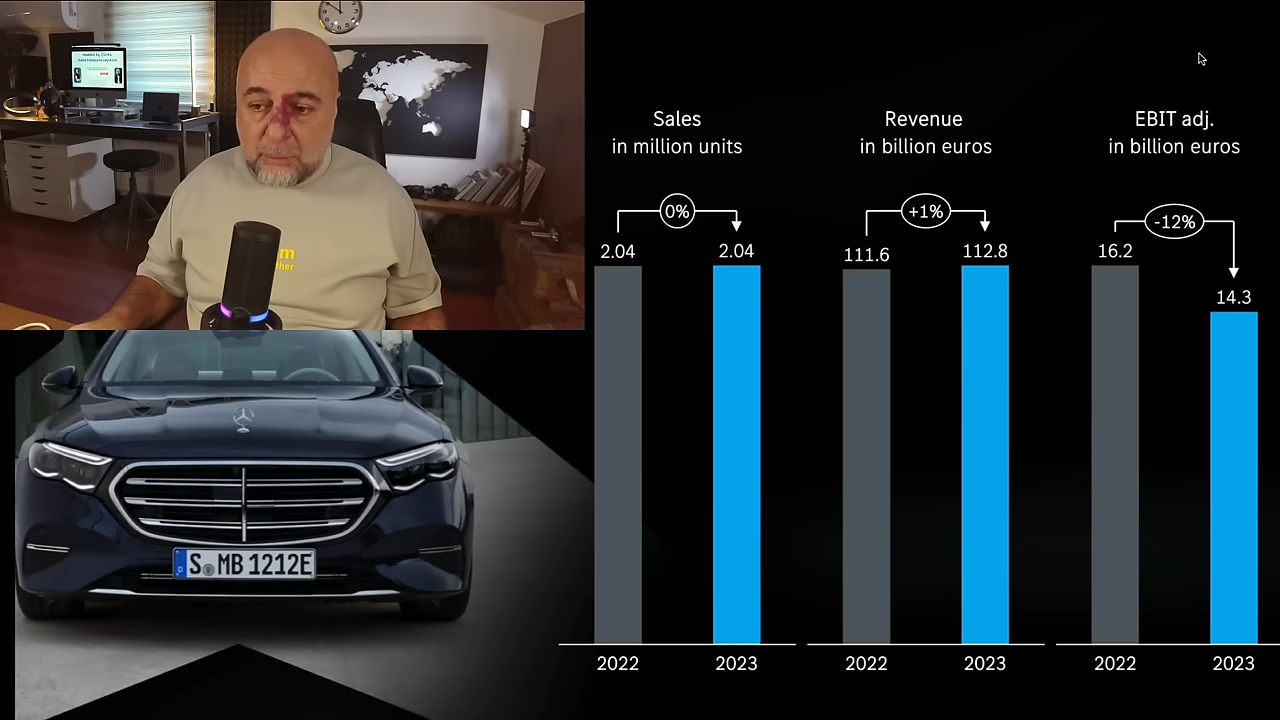 Sales
in million units
0%
2.04
2.04
2022
2023
Revenue
in billion euros
+1%
111.6
112.8
2022
2023
EBIT adj.
in billion euros
-12%
16.2
14.3
2022
2023
S MB 1212E